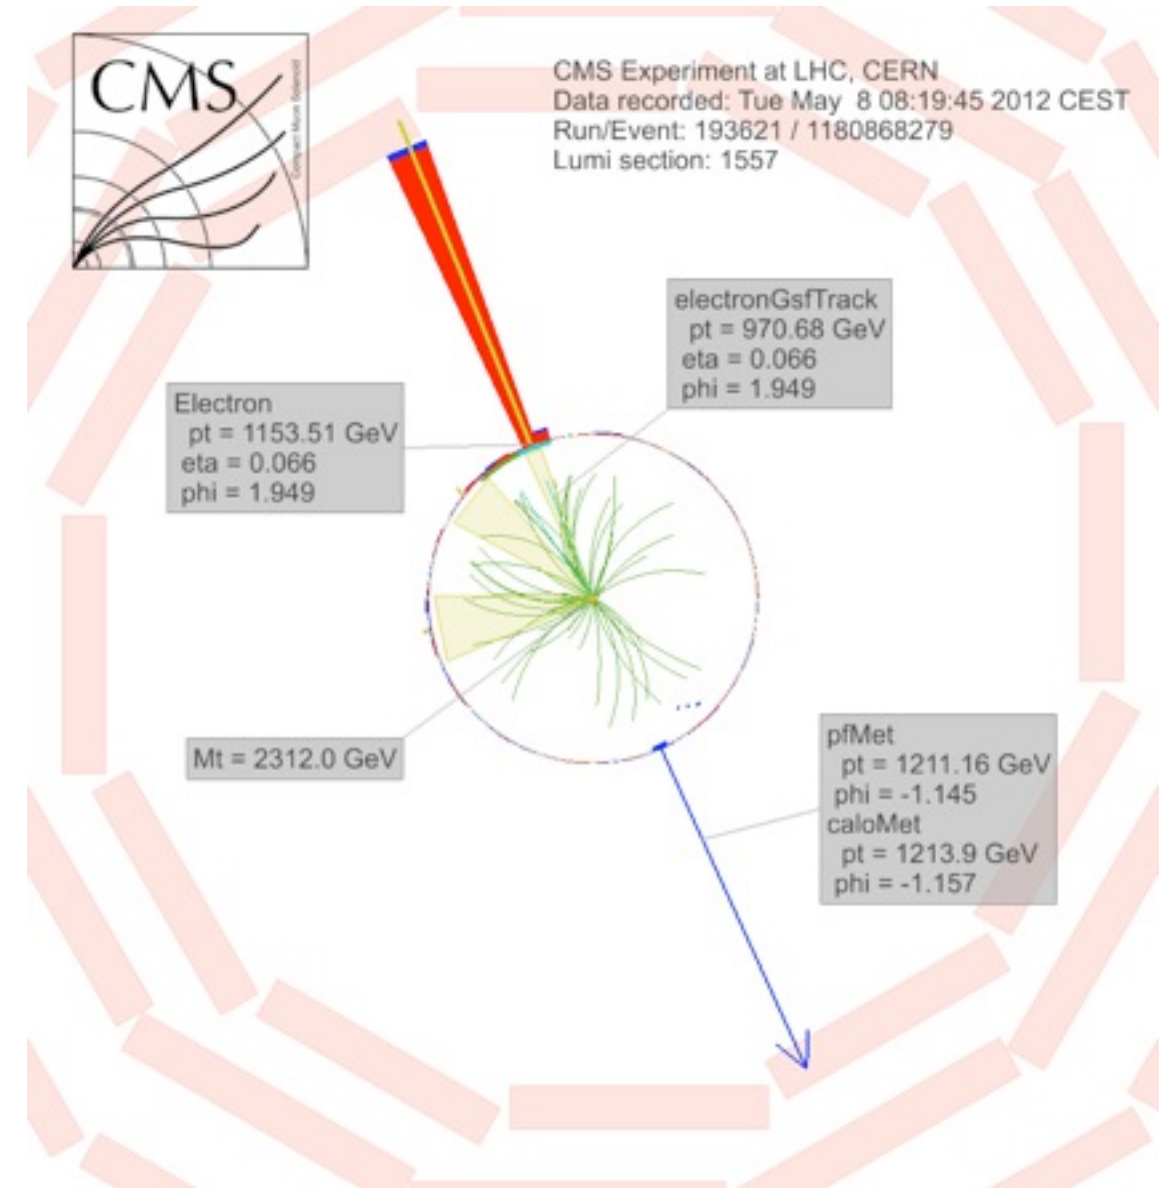 CMS
Compact Muon Solenoid
CMS Experiment at LHC, CERN
Data recorded: Tue May 8 08:19:45 2012 CEST
Run/Event: 193621 / 1180868279
Lumi section: 1557
electronGsfTrack
pt = 970.68 GeV
eta = 0.066
phi = 1.949
Electron
pt = 1153.51 GeV
eta = 0.066
phi = 1.949
Mt = 2312.0 GeV
pfMet
pt = 1211.16 GeV
phi = -1.145
caloMet
pt = 1213.9 GeV
phi = -1.157